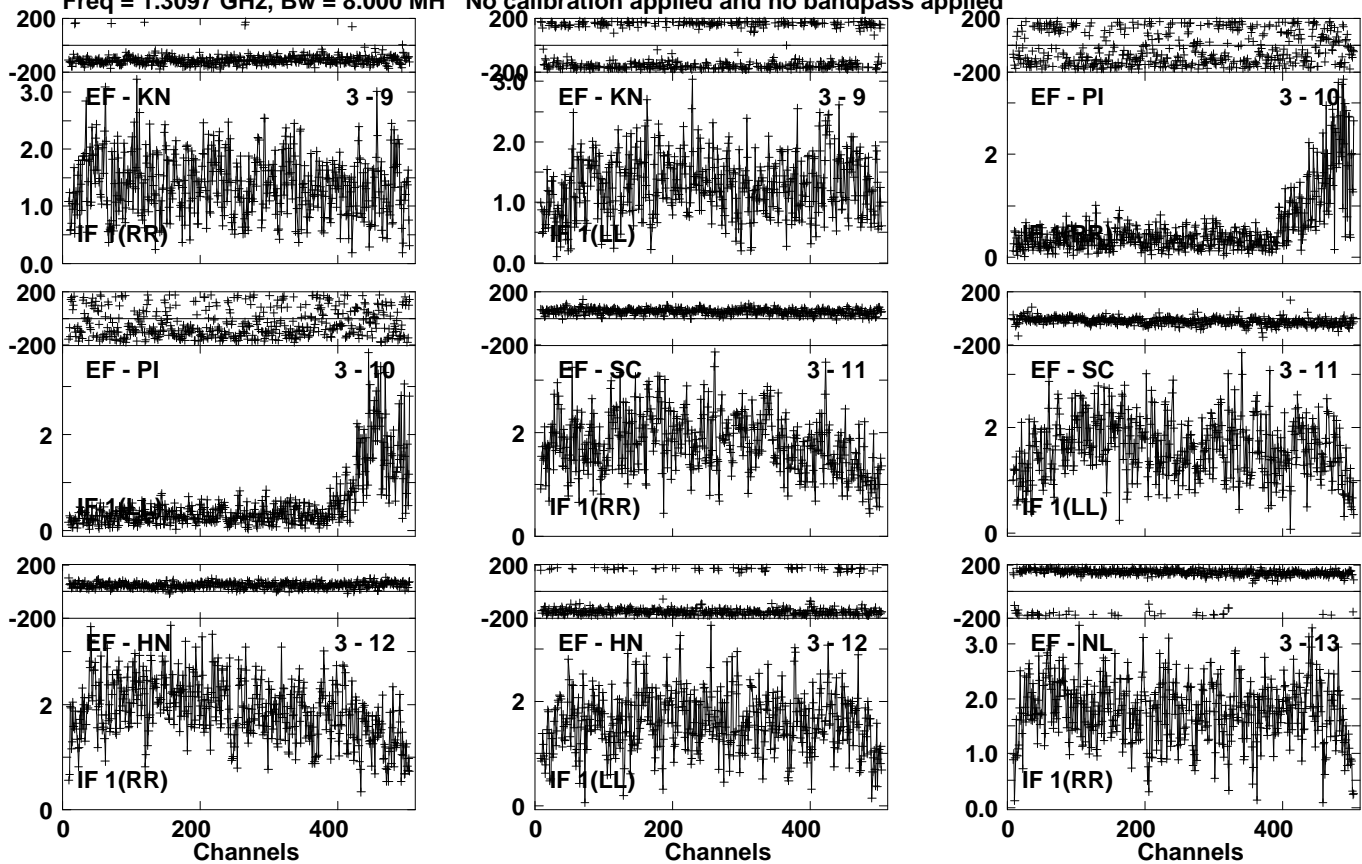 Freq = 1.3097 GHz, Bw = 8.000 MH No calibration applied and no bandpass applied
200 -200 3.0 2.0 1.0 0.0 EF - KN 3 - 9 IF 1(RR)
200 -200 3.0 2.0 1.0 0.0 EF - KN 3 - 9 IF 1(LL)
200 -200 2 0 EF - PI 3 - 10 IF 1(RR)
200 -200 2 0 EF - PI 3 - 10 IF 1(LL)
200 -200 2 0 EF - SC 3 - 11 IF 1(RR)
200 -200 2 0 EF - SC 3 - 11 IF 1(LL)
200 -200 2 0 EF - HN 3 - 12 IF 1(RR)
200 -200 2 0 EF - HN 3 - 12 IF 1(LL)
200 -200 3.0 2.0 1.0 0.0 EF - NL 3 - 13 IF 1(RR)
0 200 400 0 200 400 0 200 400
Channels Channels Channels